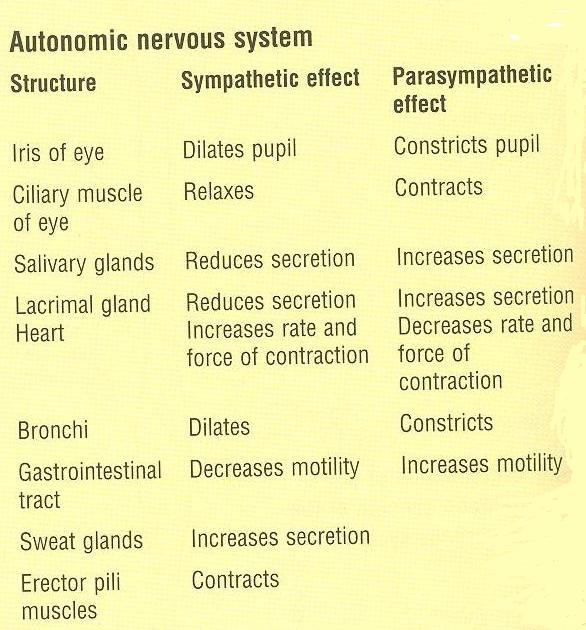 Autonomic nervous system
Structure Sympathetic effect Parasympathetic
effect
Iris of eye Dilates pupil Constricts pupil
Ciliary muscle Relaxes Contracts
of eye
Salivary glands Reduces secretion Increases secretion
Lacrimal gland Reduces secretion Increases secretion
Heart Increases rate and Decreases rate and
force of contraction force of
contraction
Bronchi Dilates Constricts
Gastrointestinal Decreases motility Increases motility
tract
Sweat glands Increases secretion
Erector pili Contracts
muscles